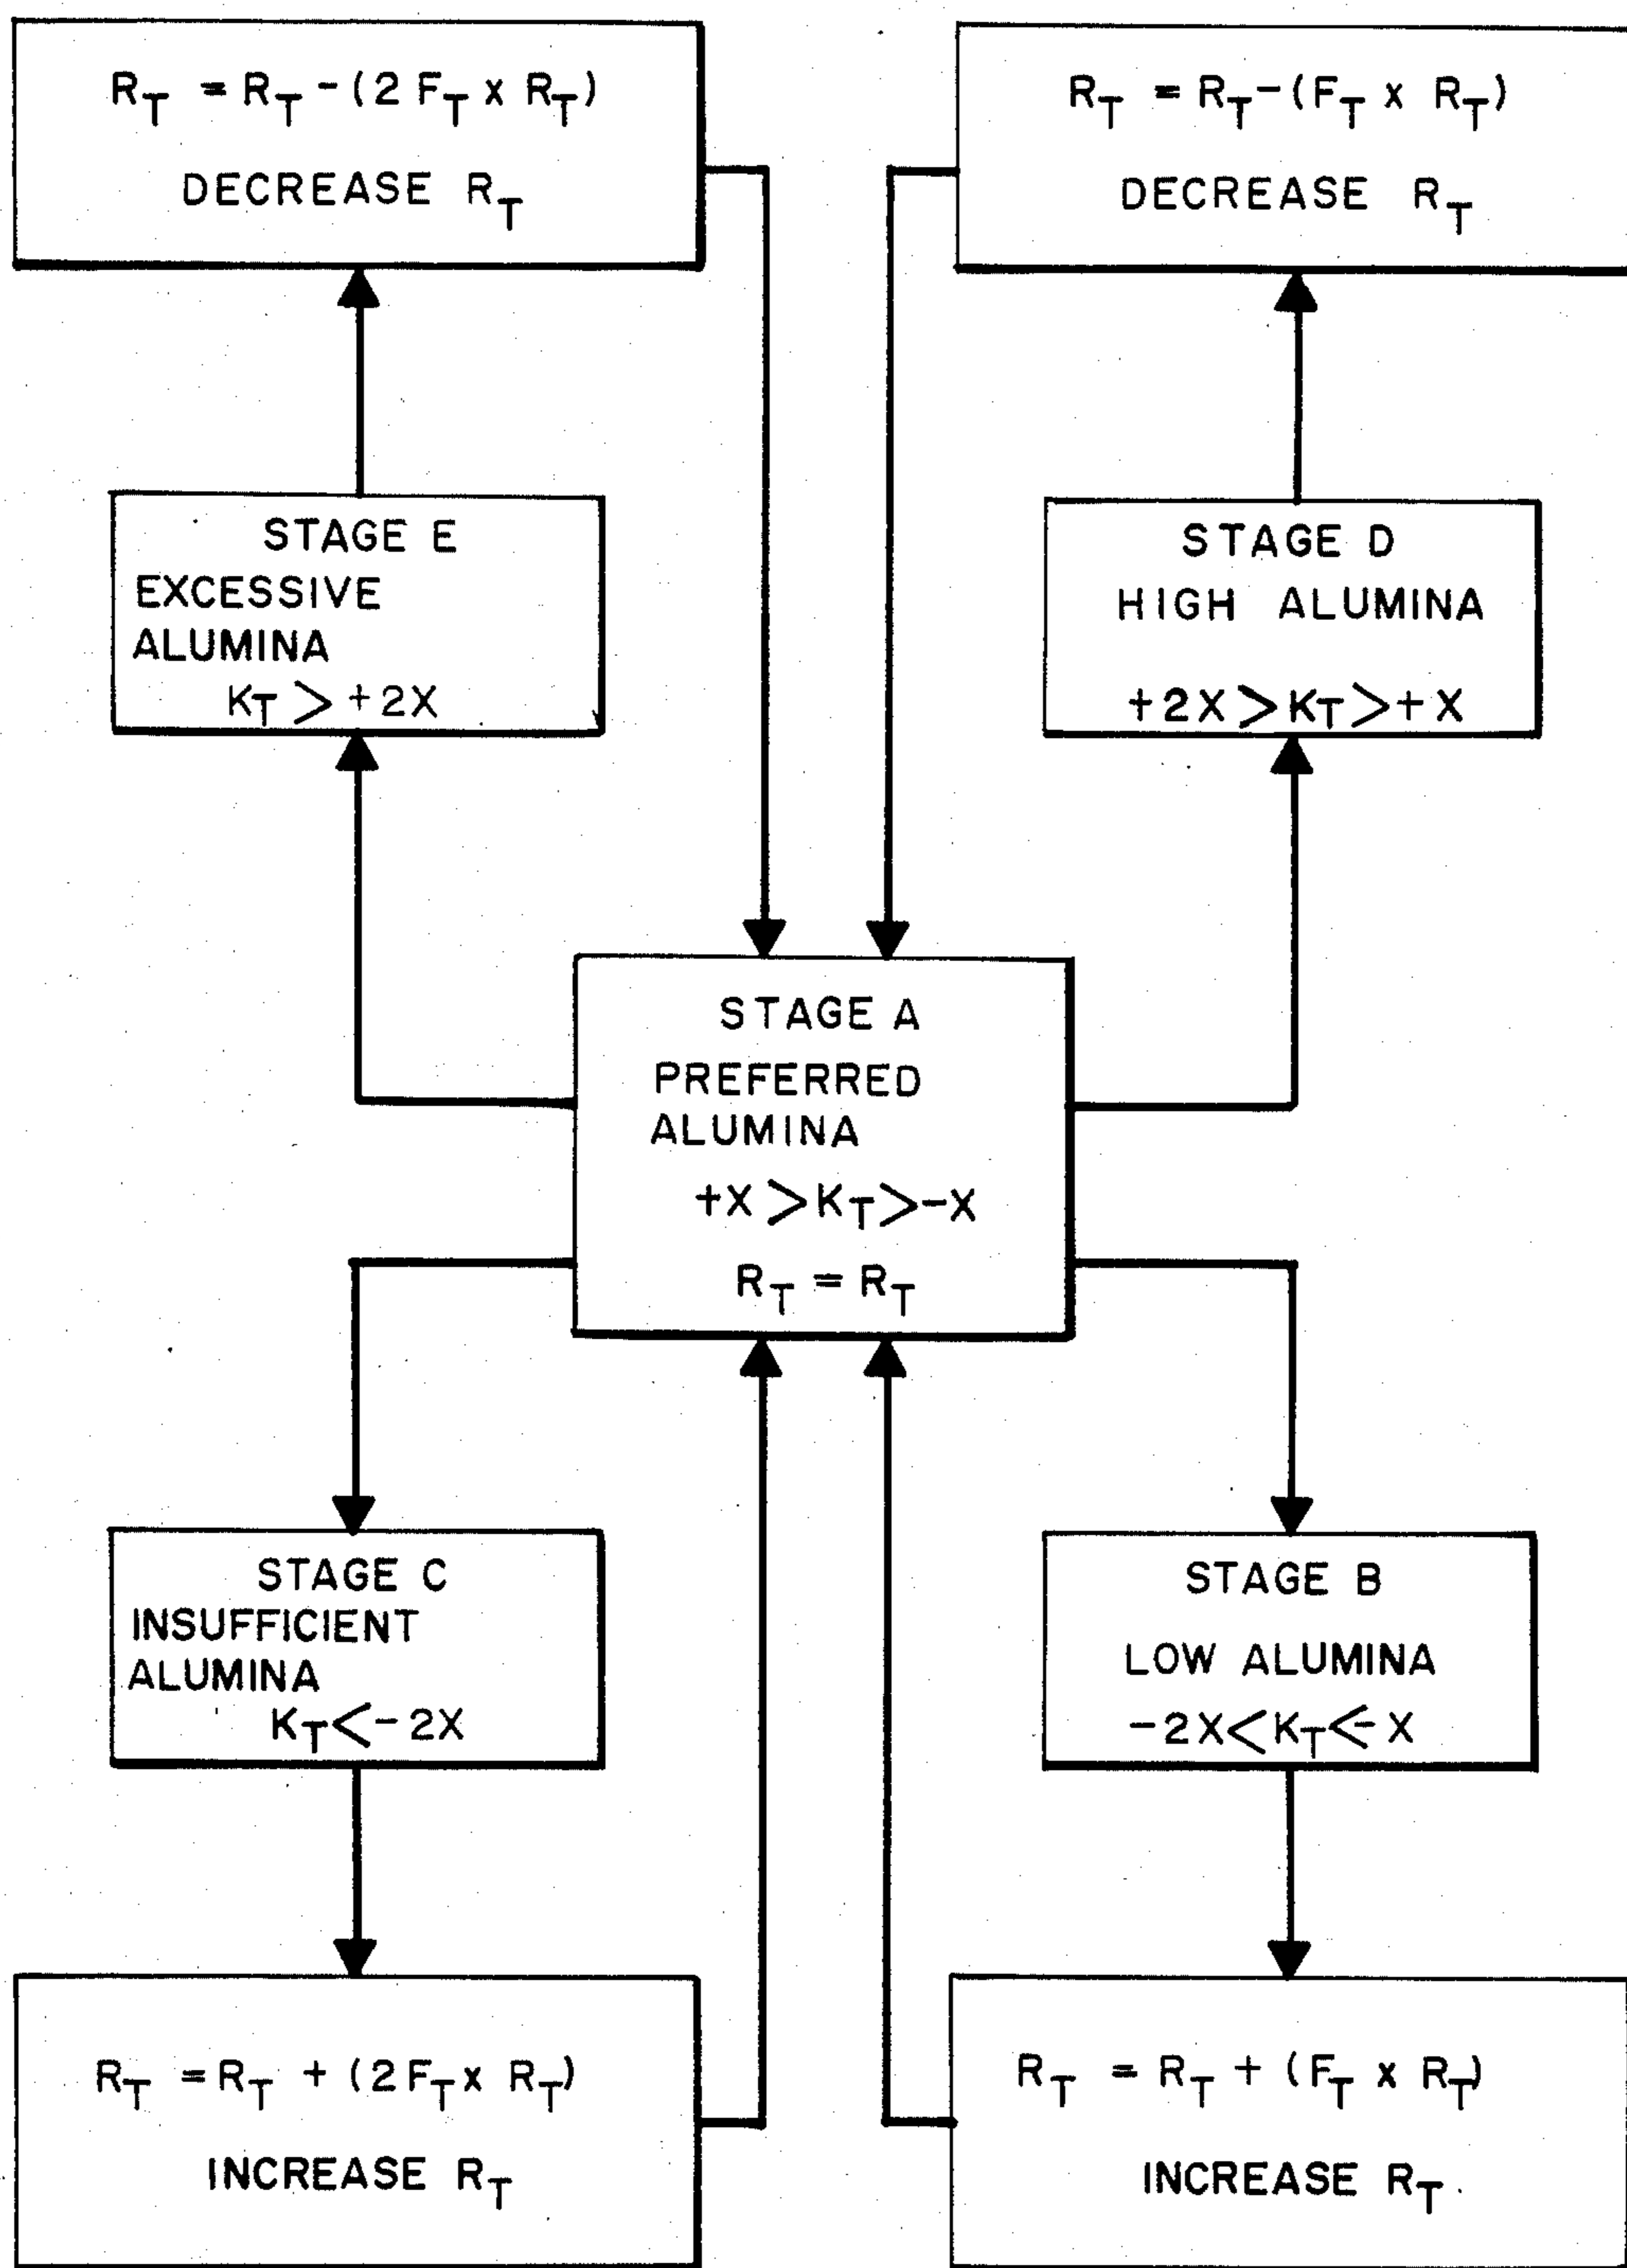 R_T = R_T - (2 F_T x R_T)
DECREASE R_T
R_T = R_T - (F_T x R_T)
DECREASE R_T
STAGE E
EXCESSIVE
ALUMINA
K_T > +2X
STAGE D
HIGH ALUMINA
+2X > K_T > +X
STAGE A
PREFERRED
ALUMINA
+X > K_T > -X
R_T = R_T
STAGE C
INSUFFICIENT
ALUMINA
K_T < -2X
STAGE B
LOW ALUMINA
-2X < K_T < -X
R_T = R_T + (2 F_T x R_T)
INCREASE R_T
R_T = R_T + (F_T x R_T)
INCREASE R_T.